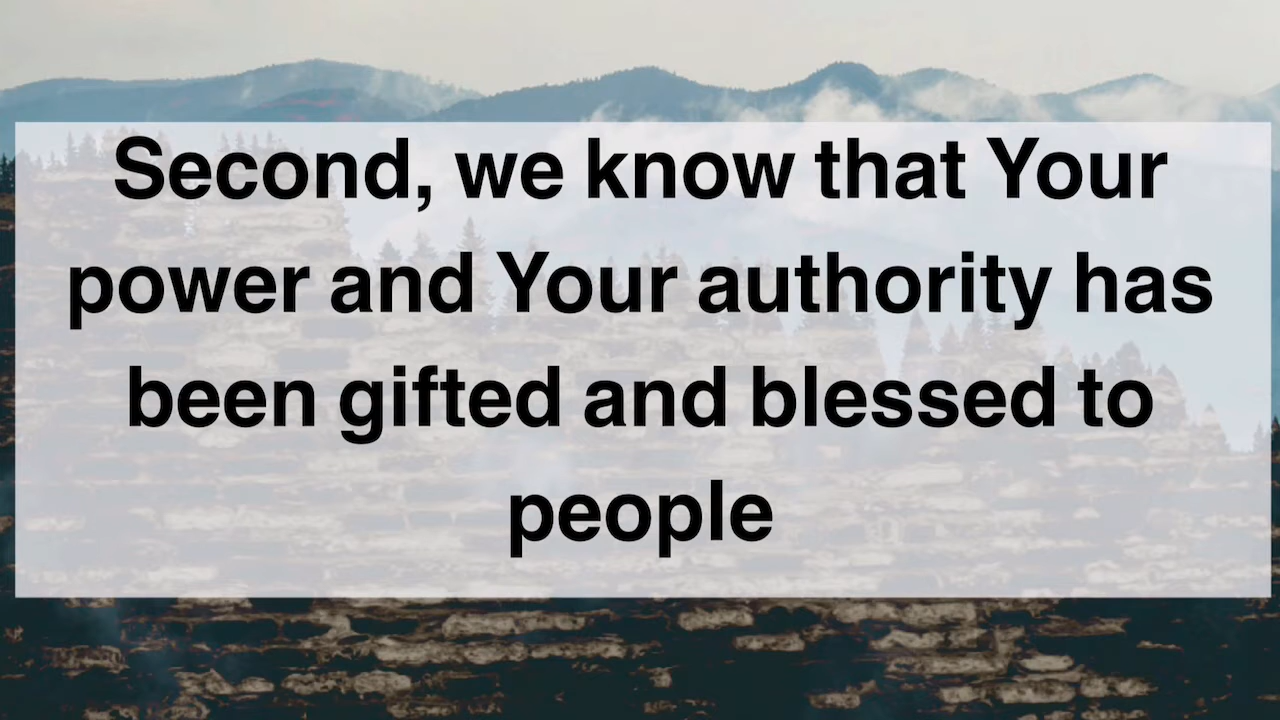 Second, we know that Your
power and Your authority has
been gifted and blessed to
people